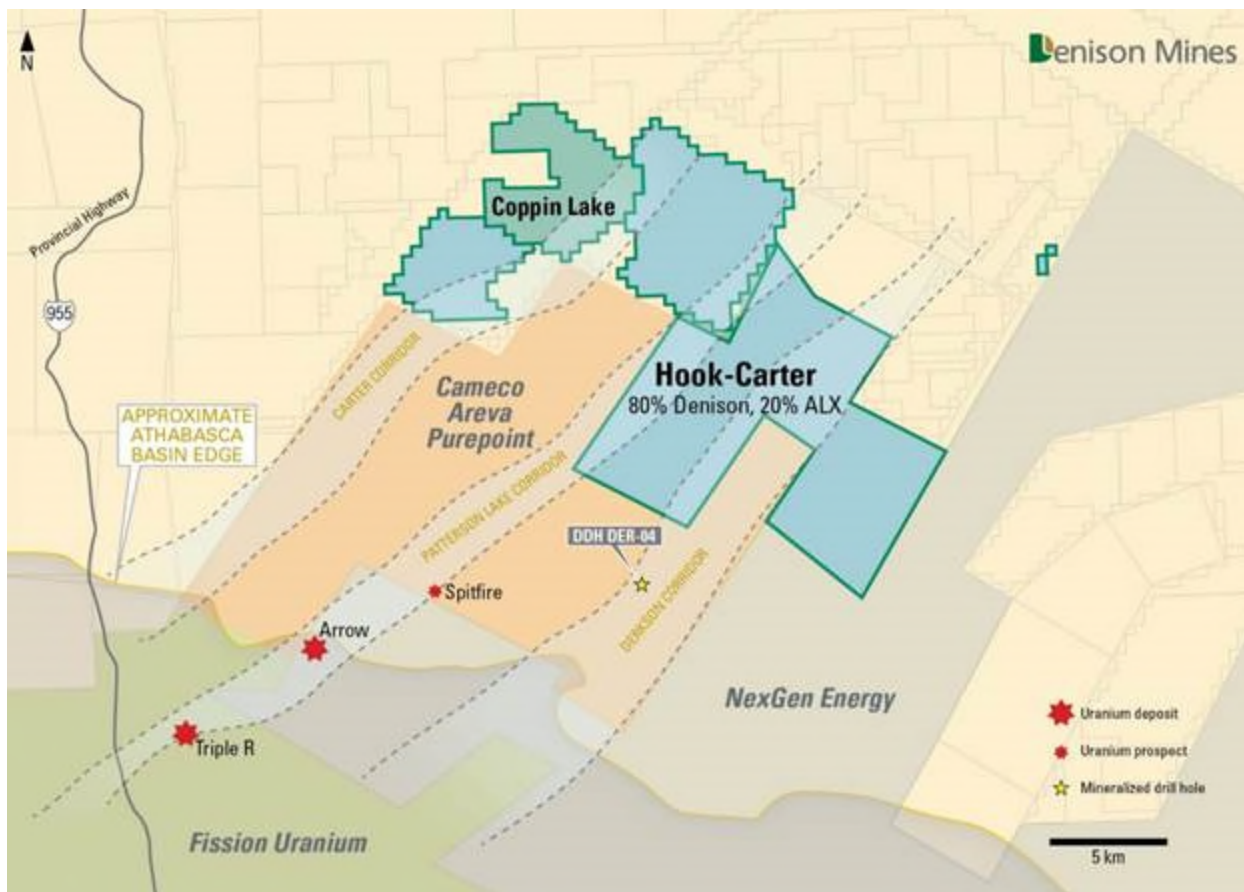 N
Denison Mines
Coppin Lake
Provincial Highway
955
Hook-Carter
80% Denison, 20% ALX
CARTER CORRIDOR
Cameco
Areva
Purepoint
APPROXIMATE
ATHABASCA
BASIN EDGE
PATTERSON LAKE CORRIDOR
DDH DER-04
DERKSON CORRIDOR
Spitfire
Arrow
NexGen Energy
Triple R
Fission Uranium
Uranium deposit
Uranium prospect
Mineralized drill hole
5 km